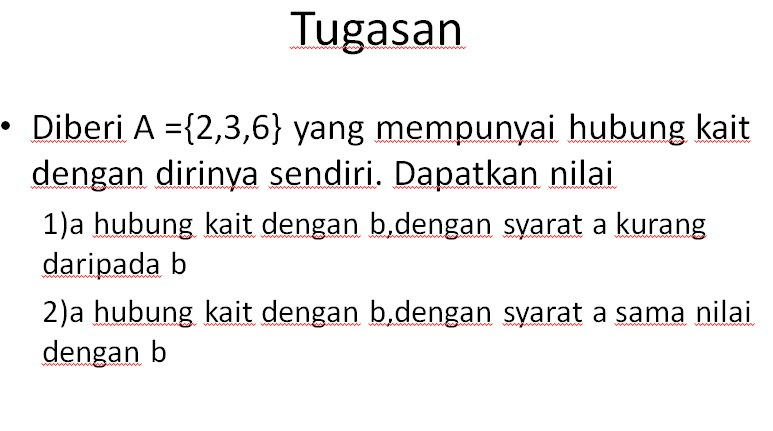 Tugasan
• Diberi A ={2,3,6} yang mempunyai hubung kait
dengan dirinya sendiri. Dapatkan nilai
1)a hubung kait dengan b,dengan syarat a kurang
daripada b
2)a hubung kait dengan b,dengan syarat a sama nilai
dengan b